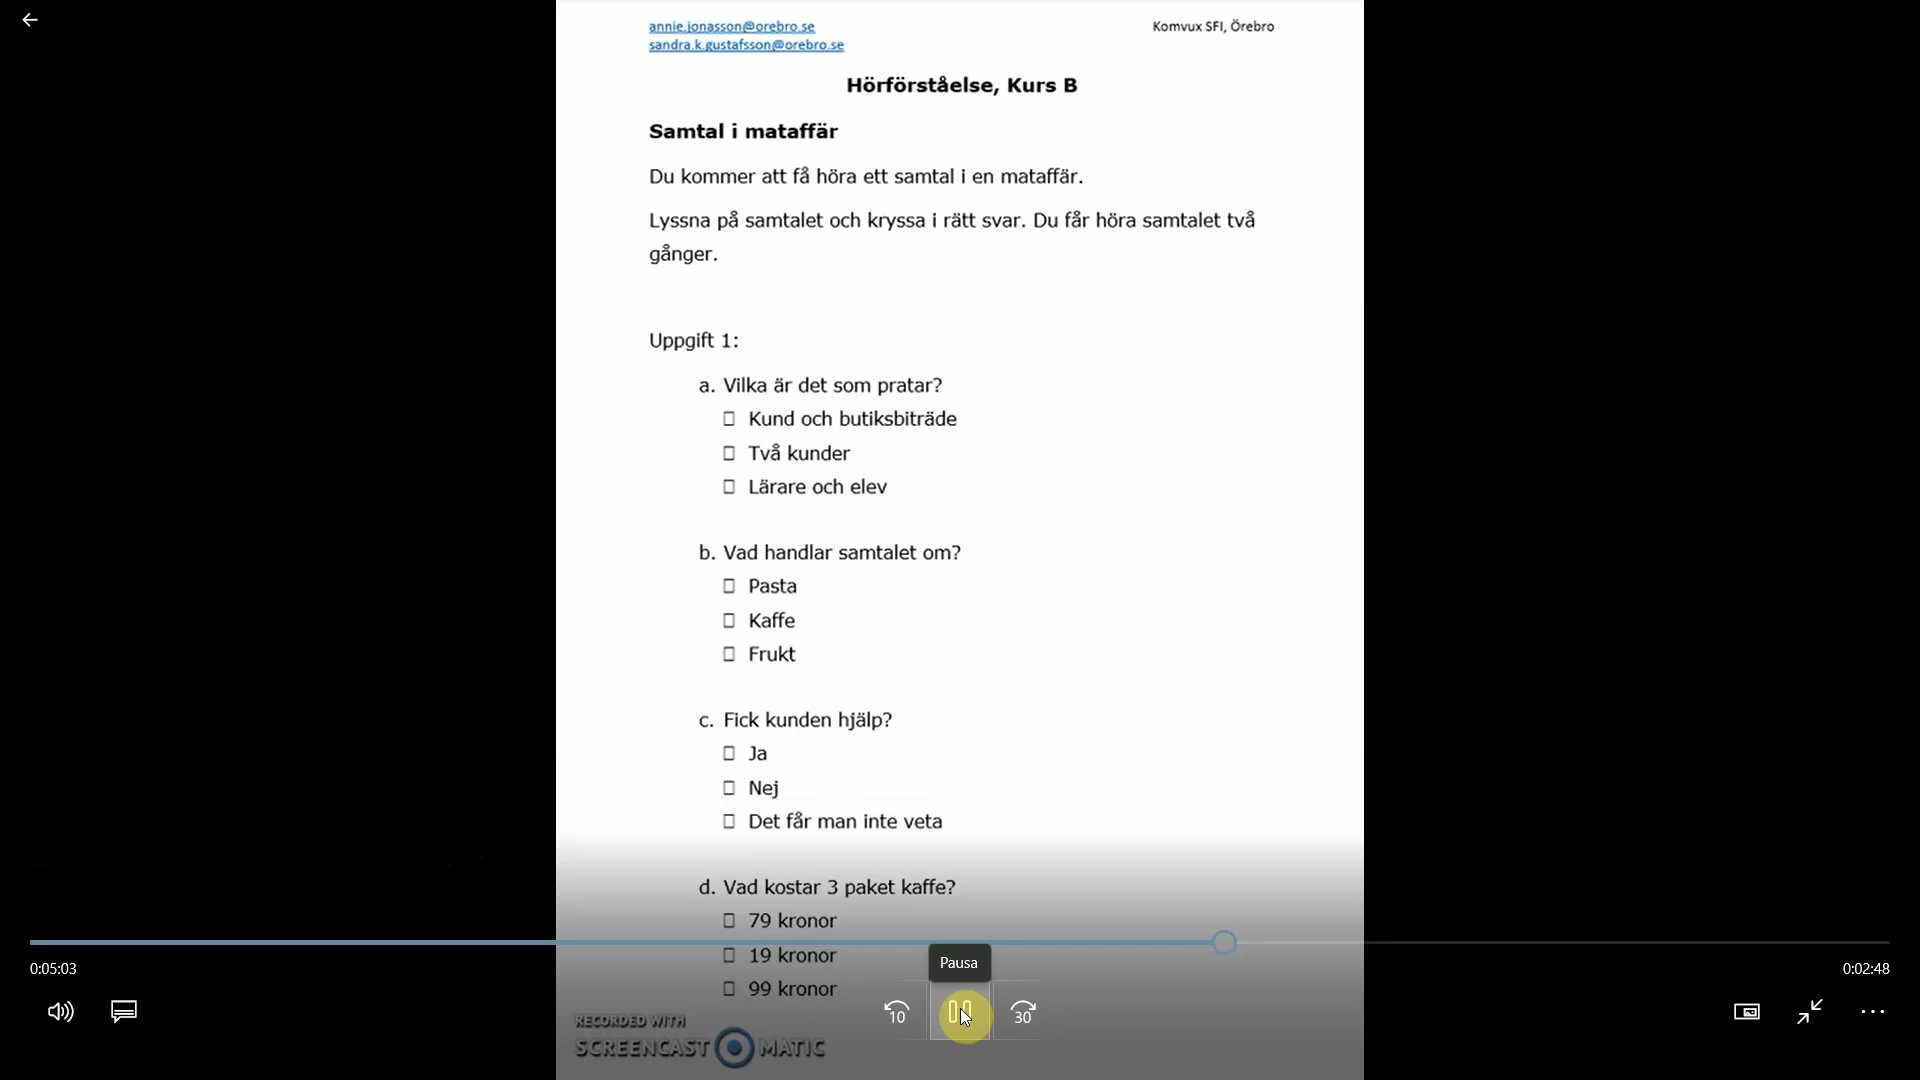 annie.jonasson@orebro.se
Komvux SFI, Örebro
sandra.k.gustafsson@orebro.se
Hörförståelse, Kurs B
Samtal i mataffär
Du kommer att få höra ett samtal i en mataffär.
Lyssna på samtalet och kryssa i rätt svar. Du får höra samtalet två
gånger.
Uppgift 1:
a. Vilka är det som pratar?
Kund och butiksbiträde
Två kunder
Lärare och elev
b. Vad handlar samtalet om?
Pasta
Kaffe
Frukt
c. Fick kunden hjälp?
Ja
Nej
Det får man inte veta
d. Vad kostar 3 paket kaffe?
79 kronor
19 kronor
99 kronor
Pausa
0:05:03
0:02:48
10
30
RECORDED WITH
SCREENCAST MATIC